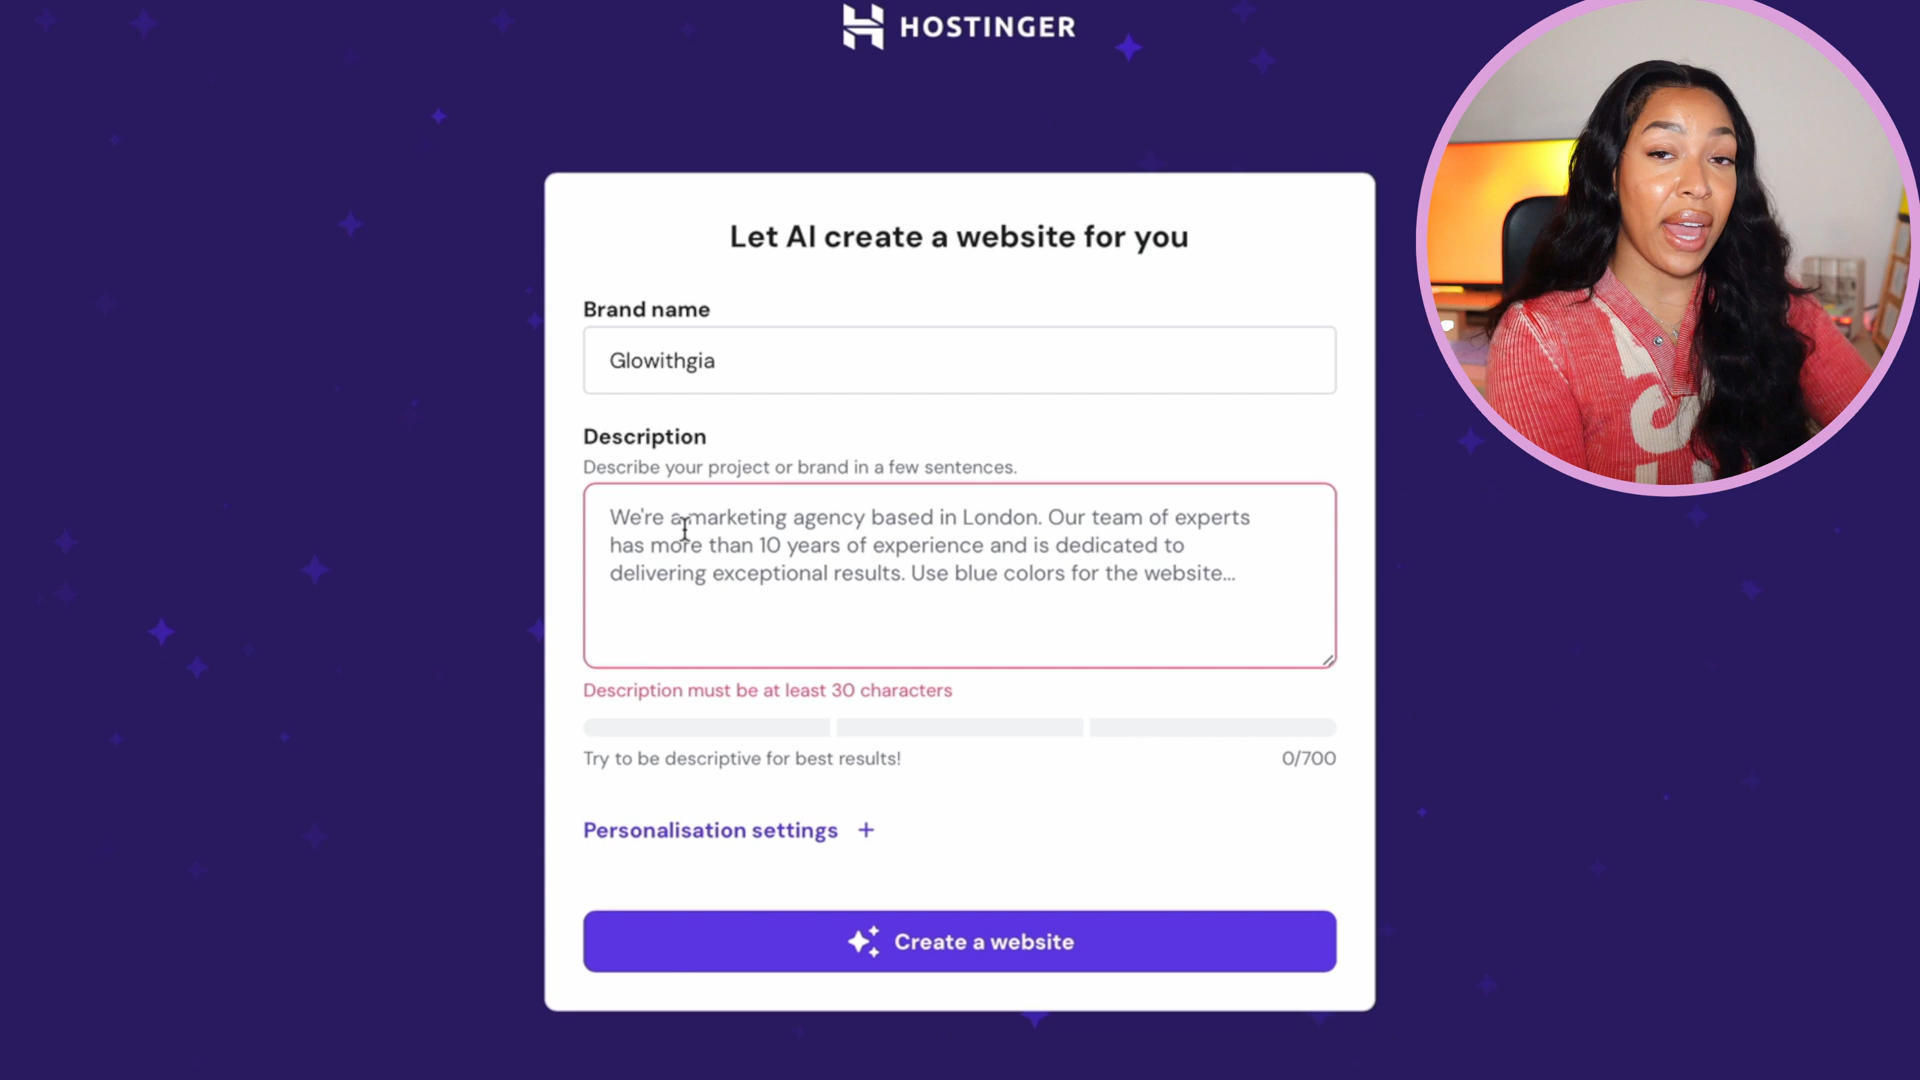 HOSTINGER
Let AI create a website for you
Brand name
Glowithgia
Description
Describe your project or brand in a few sentences.
We're a marketing agency based in London. Our team of experts
has more than 10 years of experience and is dedicated to
delivering exceptional results. Use blue colors for the website...
Description must be at least 30 characters
Try to be descriptive for best results!
0/700
Personalisation settings +
Create a website